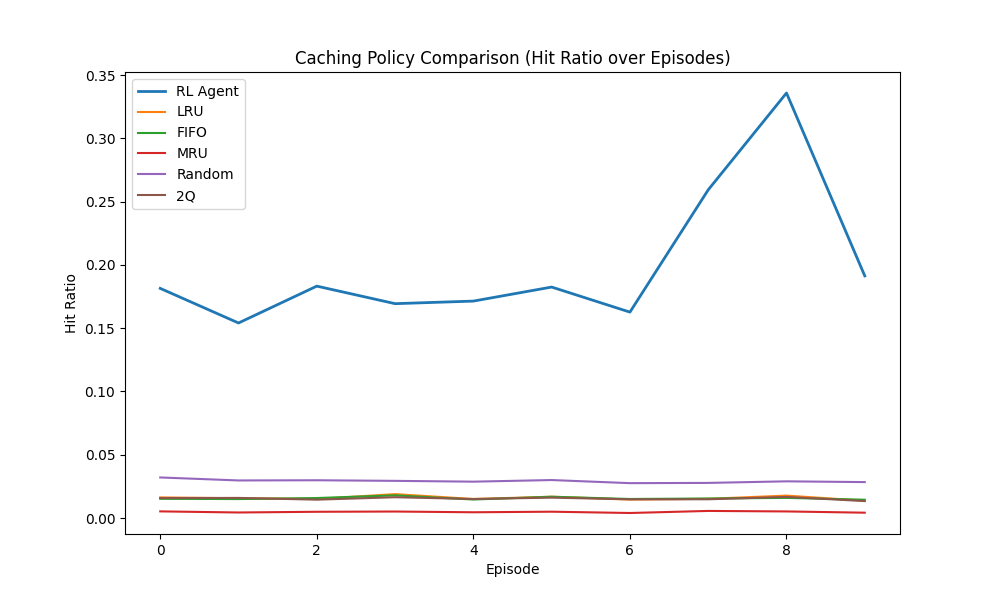 Caching Policy Comparison (Hit Ratio over Episodes)
RL Agent
LRU
FIFO
MRU
Random
2Q
Hit Ratio
0.35
0.30
0.25
0.20
0.15
0.10
0.05
0.00
0 2 4 6 8
Episode